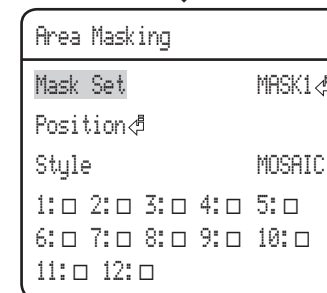 Area Masking
Mask Set MASK1⏎
Position⏎
Style MOSAIC
1:□ 2:□ 3:□ 4:□ 5:□
6:□ 7:□ 8:□ 9:□ 10:□
11:□ 12:□